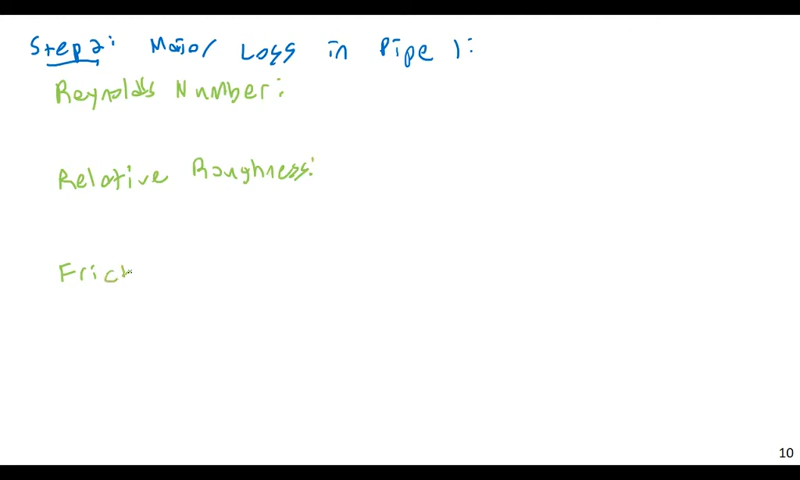 Step 2: Major Loss in Pipe 1:
Reynolds Number:
Relative Roughness:
Frict
10